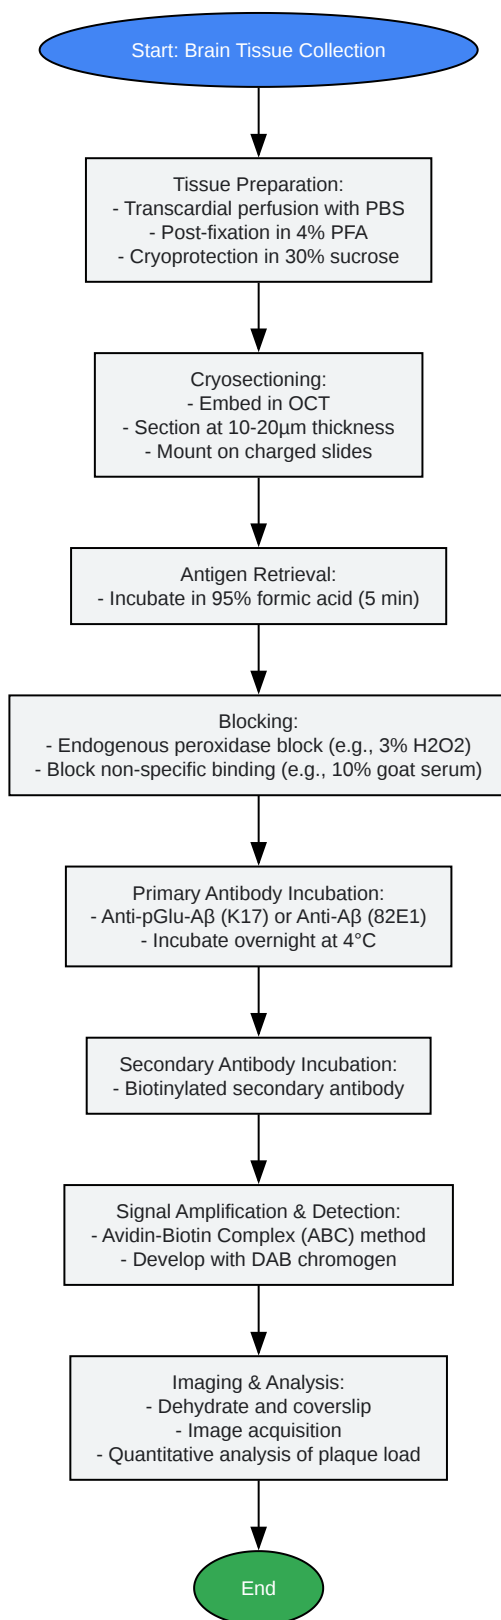 Start: Brain Tissue Collection
Tissue Preparation:
- Transcardial perfusion with PBS
- Post-fixation in 4% PFA
- Cryoprotection in 30% sucrose
Cryosectioning:
- Embed in OCT
- Section at 10-20µm thickness
- Mount on charged slides
Antigen Retrieval:
- Incubate in 95% formic acid (5 min)
Blocking:
- Endogenous peroxidase block (e.g., 3% H2O2)
- Block non-specific binding (e.g., 10% goat serum)
Primary Antibody Incubation:
- Anti-pGlu-Aβ (K17) or Anti-Aβ (82E1)
- Incubate overnight at 4°C
Secondary Antibody Incubation:
- Biotinylated secondary antibody
Signal Amplification & Detection:
- Avidin-Biotin Complex (ABC) method
- Develop with DAB chromogen
Imaging & Analysis:
- Dehydrate and coverslip
- Image acquisition
- Quantitative analysis of plaque load
End